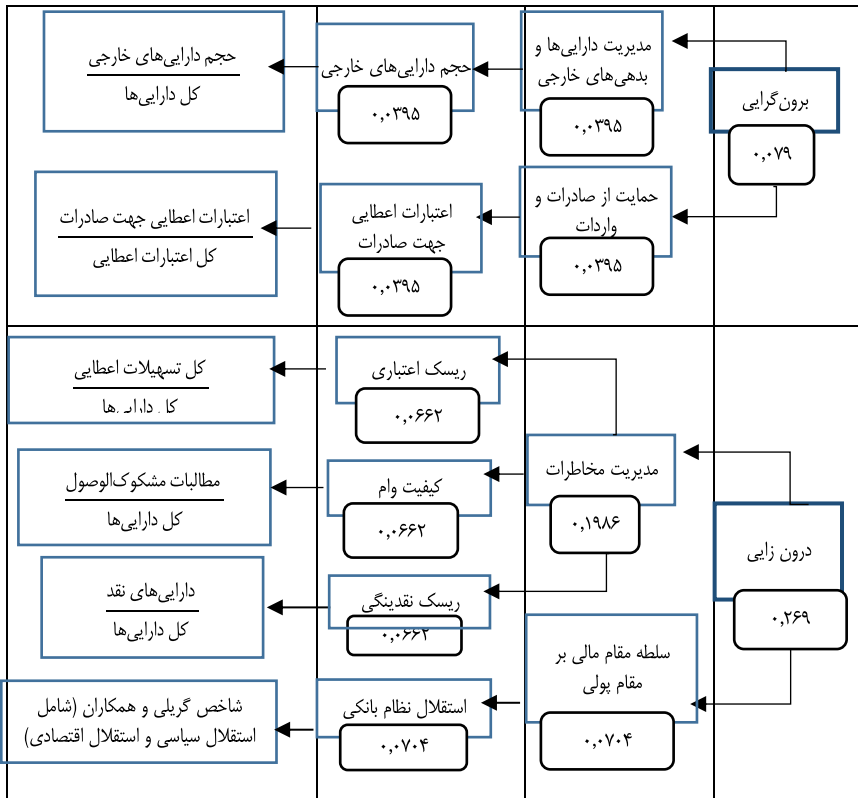 برون‌گرایی
۰,۰۷۹
مدیریت دارایی‌ها و
بدهی‌های خارجی
۰,۰۳۹۵
حجم دارایی‌های خارجی
۰,۰۳۹۵
حجم دارایی‌های خارجی
کل دارایی‌ها
حمایت از صادرات و
واردات
۰,۰۳۹۵
اعتبارات اعطایی
جهت صادرات
۰,۰۳۹۵
اعتبارات اعطایی جهت صادرات
کل اعتبارات اعطایی
درون زایی
۰,۲۶۹
مدیریت مخاطرات
۰,۱۹۸۶
ریسک اعتباری
۰,۰۶۶۲
کل تسهیلات اعطایی
کل دارایی‌ها
کیفیت وام
۰,۰۶۶۲
مطالبات مشکوک‌الوصول
کل دارایی‌ها
ریسک نقدینگی
۰,۰۶۶۲
دارایی‌های نقد
کل دارایی‌ها
سلطه مقام مالی بر
مقام پولی
۰,۰۷۰۴
استقلال نظام بانکی
۰,۰۷۰۴
شاخص گریلی و همکاران (شامل
استقلال سیاسی و استقلال اقتصادی)